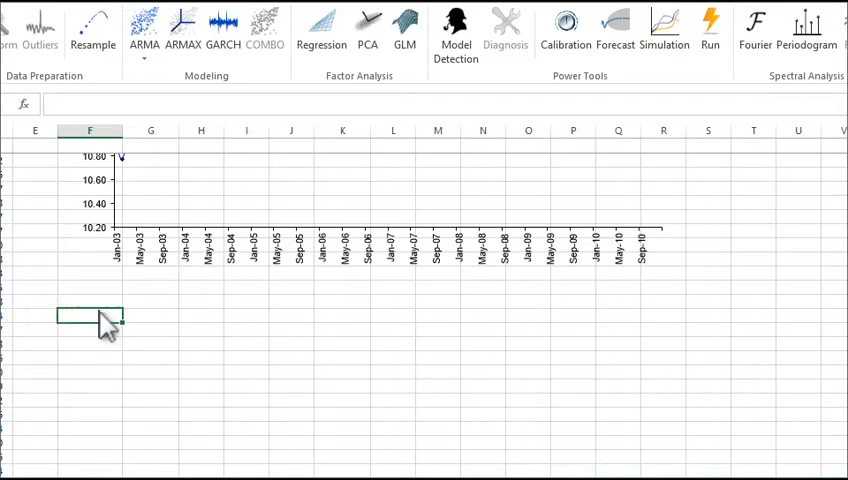 Outliers
Resample
ARMA
ARMAX
GARCH
COMBO
Regression
PCA
GLM
Model
Detection
Diagnosis
Calibration
Forecast
Simulation
Run
Fourier
Periodogram
Data Preparation
Modeling
Factor Analysis
Power Tools
Spectral Analysis
fx
E F G H I J K L M N O P Q R S T U V
10.80
10.60
10.40
10.20
Jan-03 May-03 Sep-03 Jan-04 May-04 Sep-04 Jan-05 May-05 Sep-05 Jan-06 May-06 Sep-06 Jan-07 May-07 Sep-07 Jan-08 May-08 Sep-08 Jan-09 May-09 Sep-09 Jan-10 May-10 Sep-10